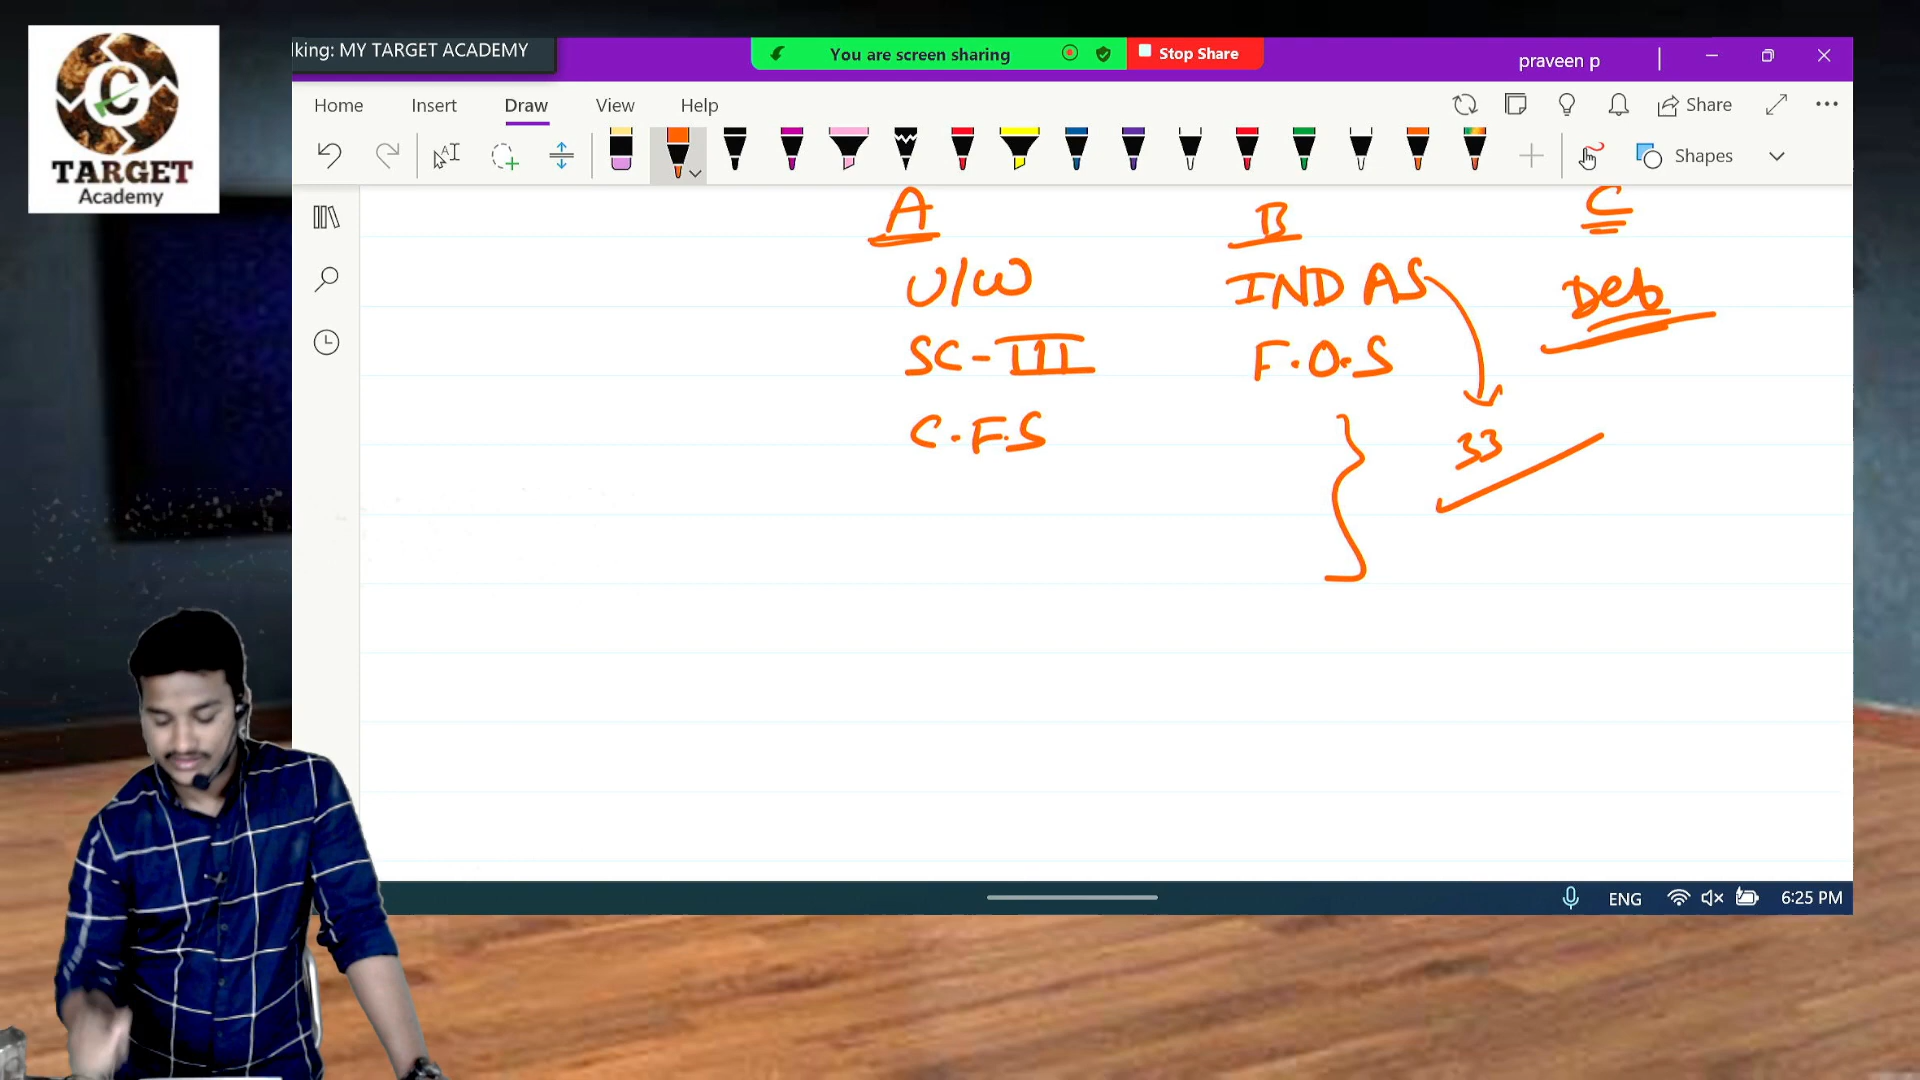 TARGET
Academy
lking: MY TARGET ACADEMY
You are screen sharing
Stop Share
praveen p
Home
Insert
Draw
View
Help
Share
Shapes
A
U/W
SC-III
C.F.S
B
IND AS
F.O.S
33
C
Deb
ENG
6:25 PM